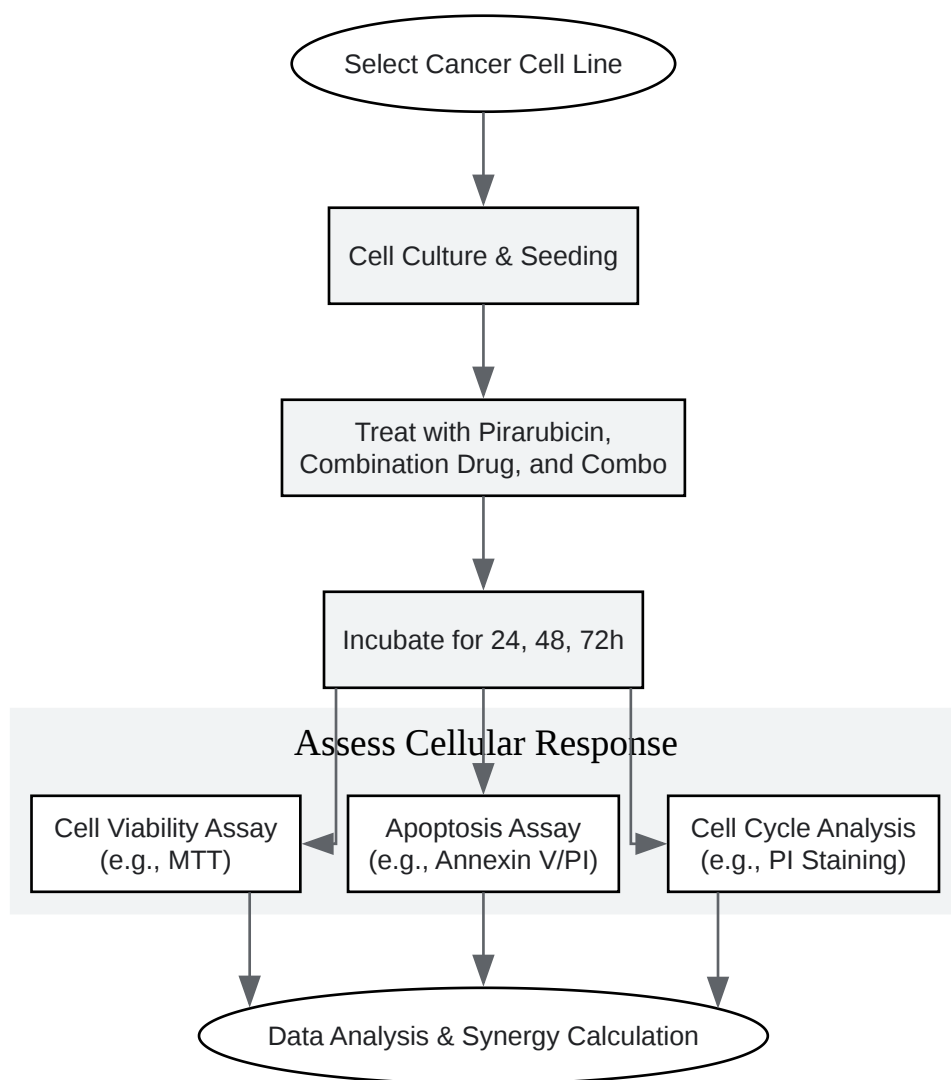 Select Cancer Cell Line
Cell Culture & Seeding
Treat with Pirarubicin,
Combination Drug, and Combo
Incubate for 24, 48, 72h
Assess Cellular Response
Cell Viability Assay
(e.g., MTT)
Apoptosis Assay
(e.g., Annexin V/PI)
Cell Cycle Analysis
(e.g., PI Staining)
Data Analysis & Synergy Calculation